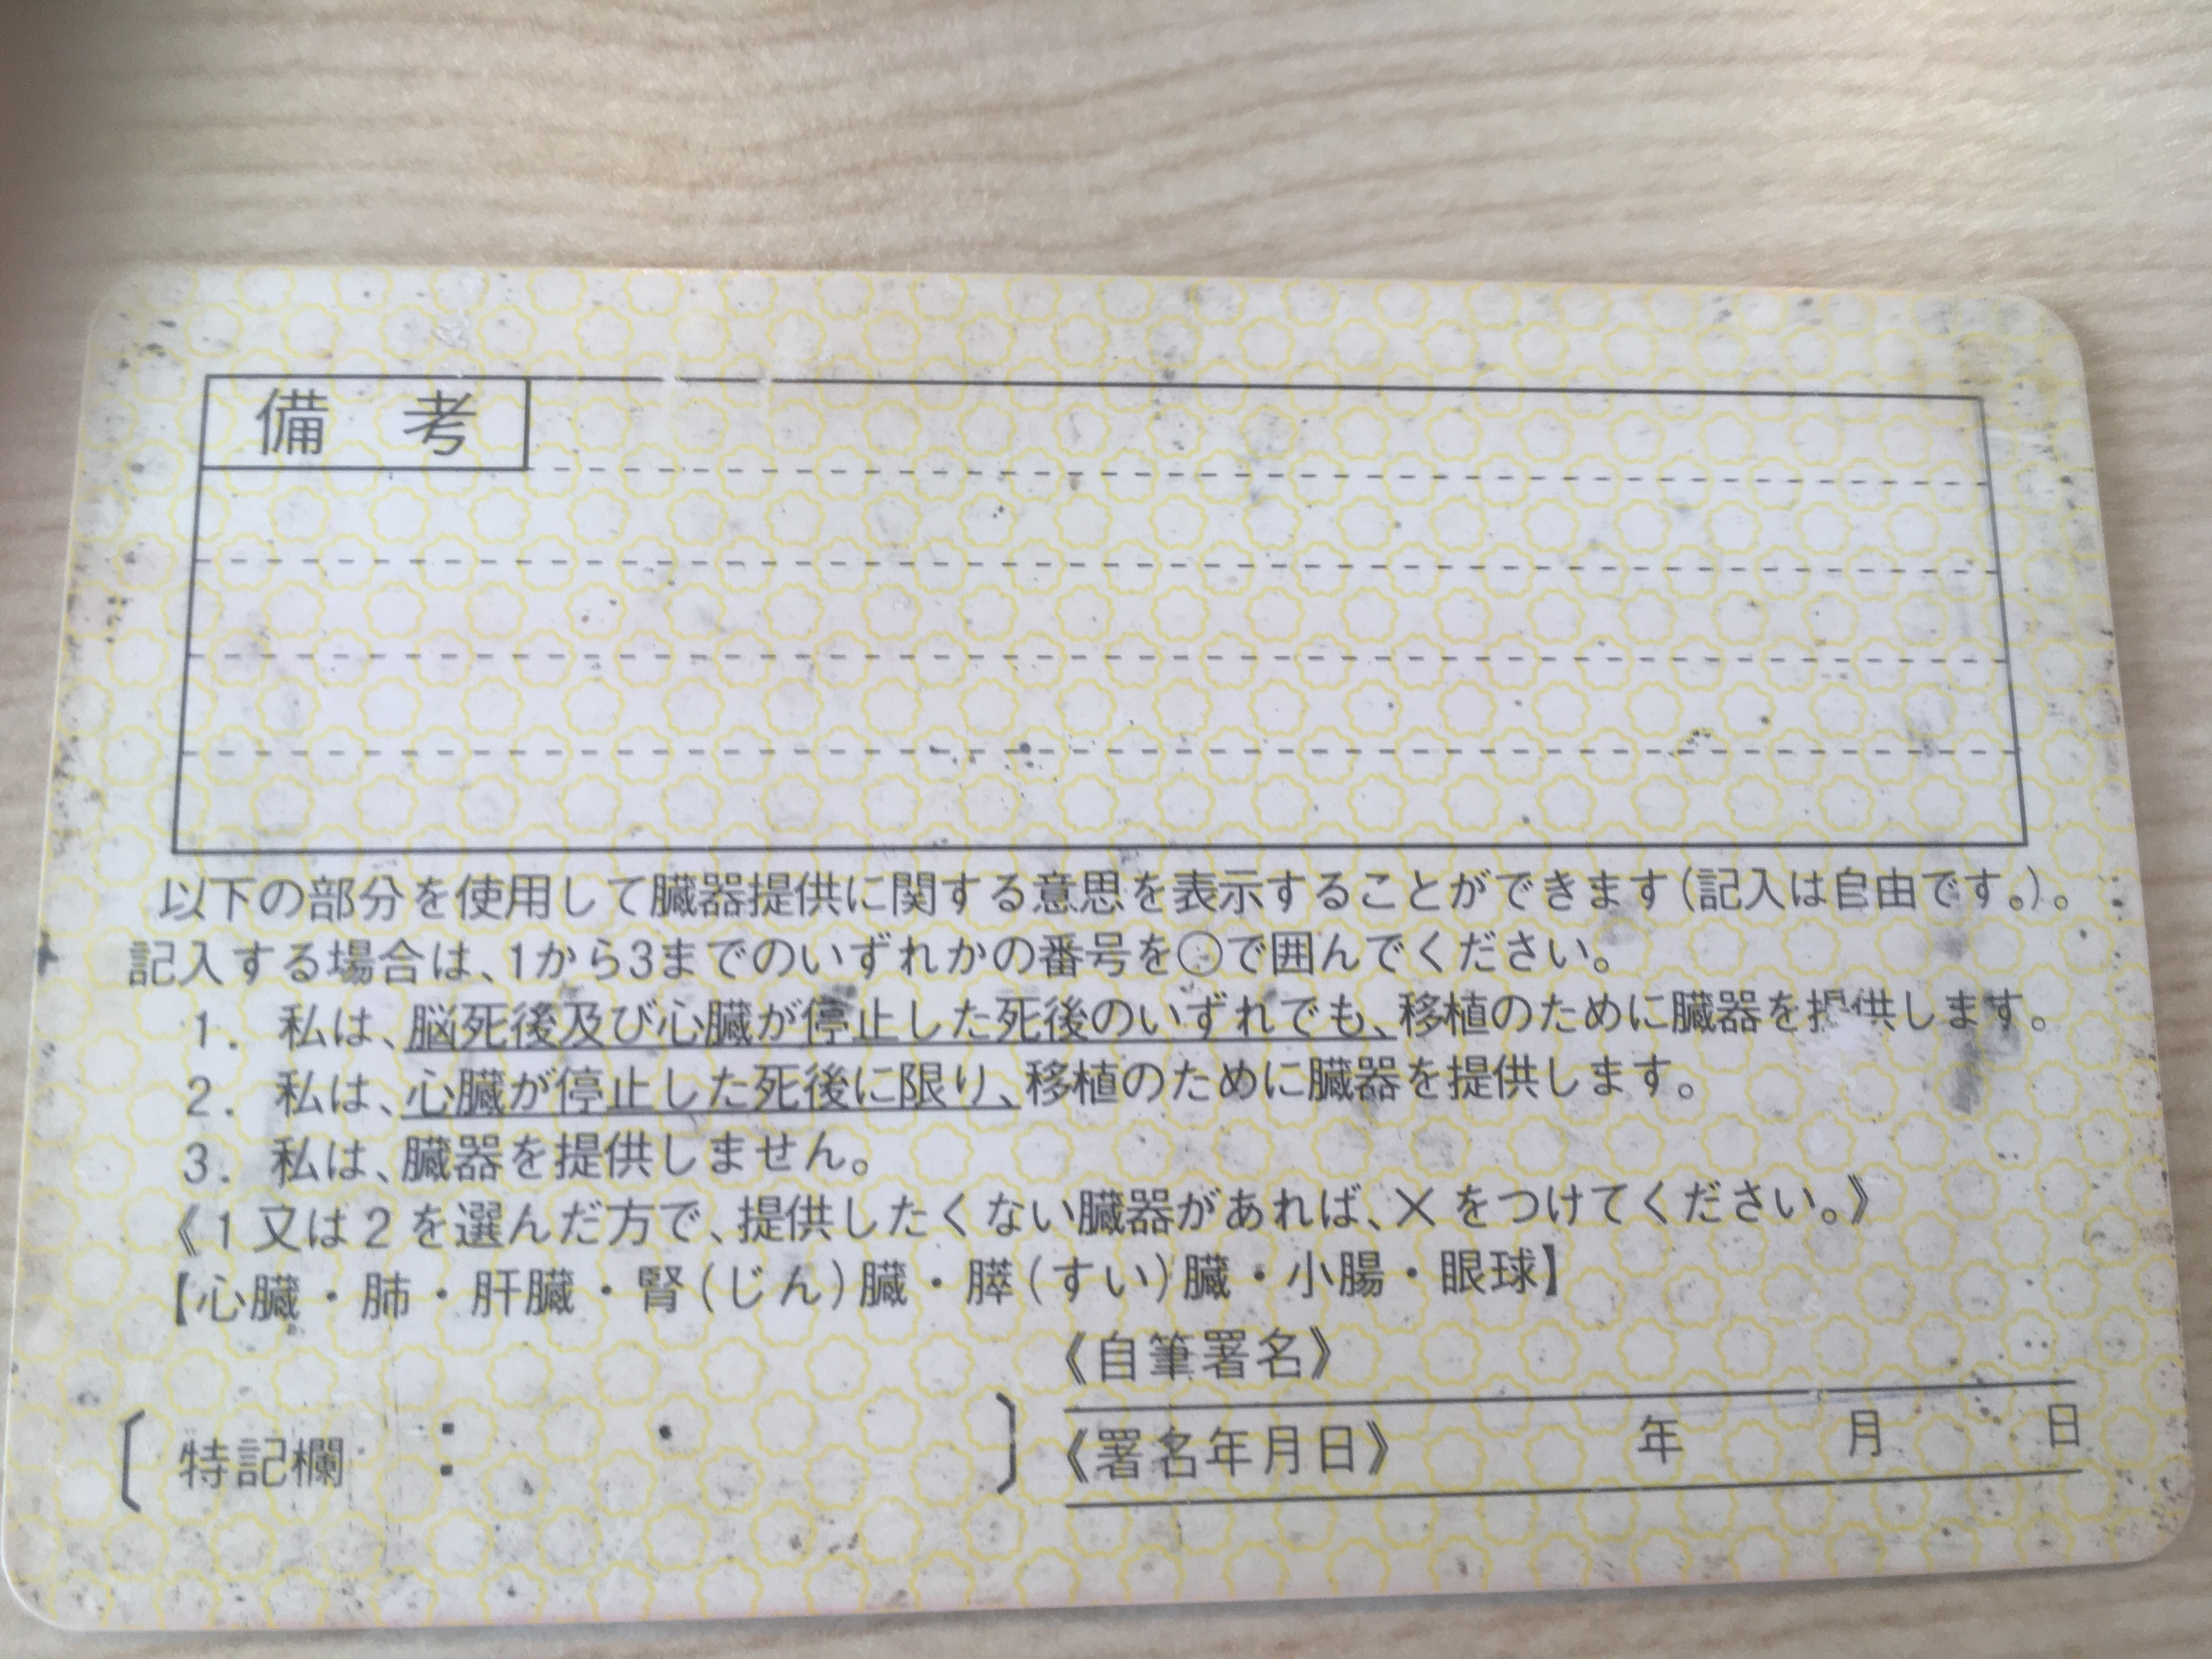 備　考
以下の部分を使用して臓器提供に関する意思を表示することができます(記入は自由です。)。
記入する場合は、1から3までのいずれかの番号を〇で囲んでください。
1. 私は、脳死後及び心臓が停止した死後のいずれでも、移植のために臓器を提供します。
2. 私は、心臓が停止した死後に限り、移植のために臓器を提供します。
3. 私は、臓器を提供しません。
《1又は2を選んだ方で、提供したくない臓器があれば、×をつけてください。》
【心臓・肺・肝臓・腎(じん)臓・膵(すい)臓・小腸・眼球】
《自筆署名》
〔特記欄　：　・　〕
《署名年月日》　年　月　日